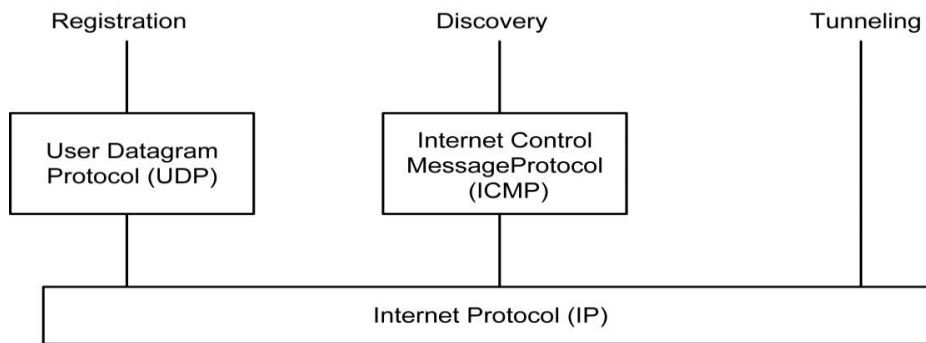 Registration
Discovery
Tunneling
User Datagram
Protocol (UDP)
Internet Control
MessageProtocol
(ICMP)
Internet Protocol (IP)